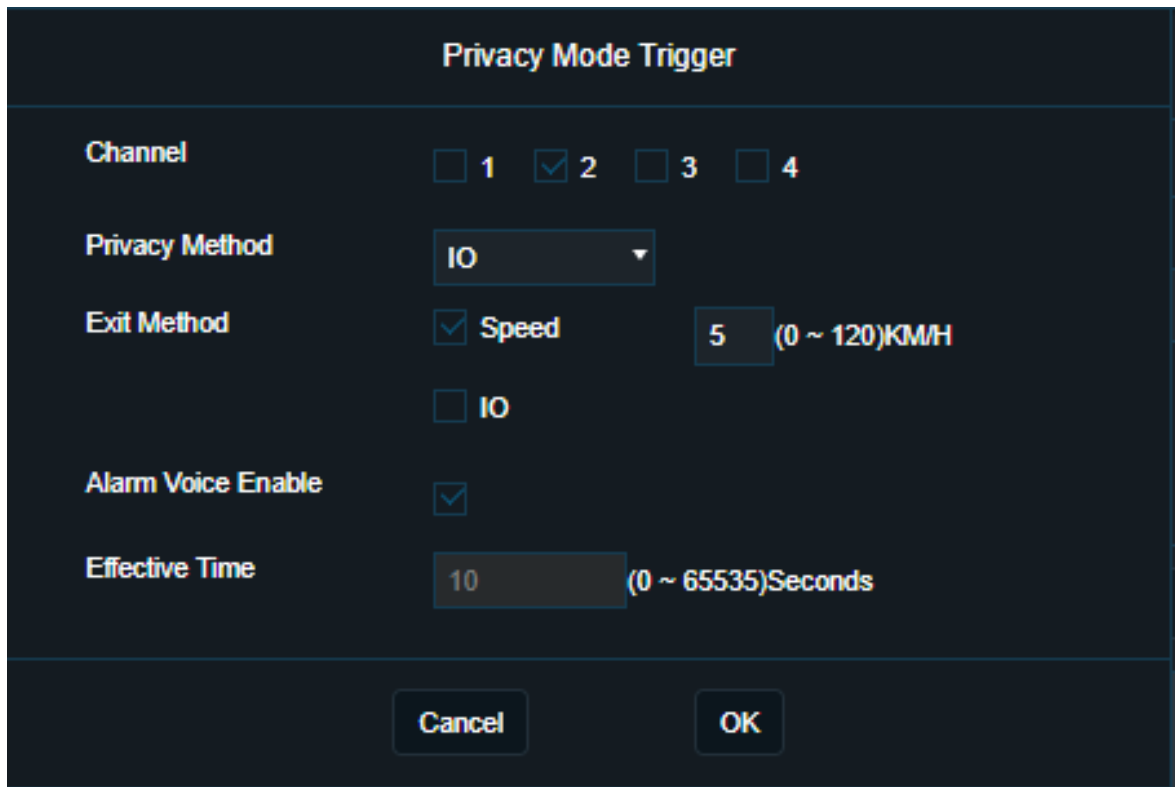 Privacy Mode Trigger
Channel 1 2 3 4
Privacy Method IO
Exit Method Speed 5 (0 ~ 120)KM/H
IO
Alarm Voice Enable
Effective Time 10 (0 ~ 65535)Seconds
Cancel OK